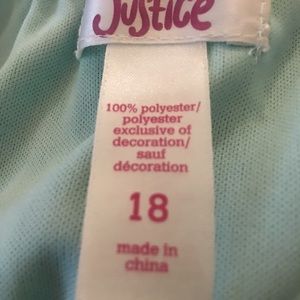 Justice
100% polyester/
polyester
exclusive of
decoration/
sauf
décoration
18
made in
china